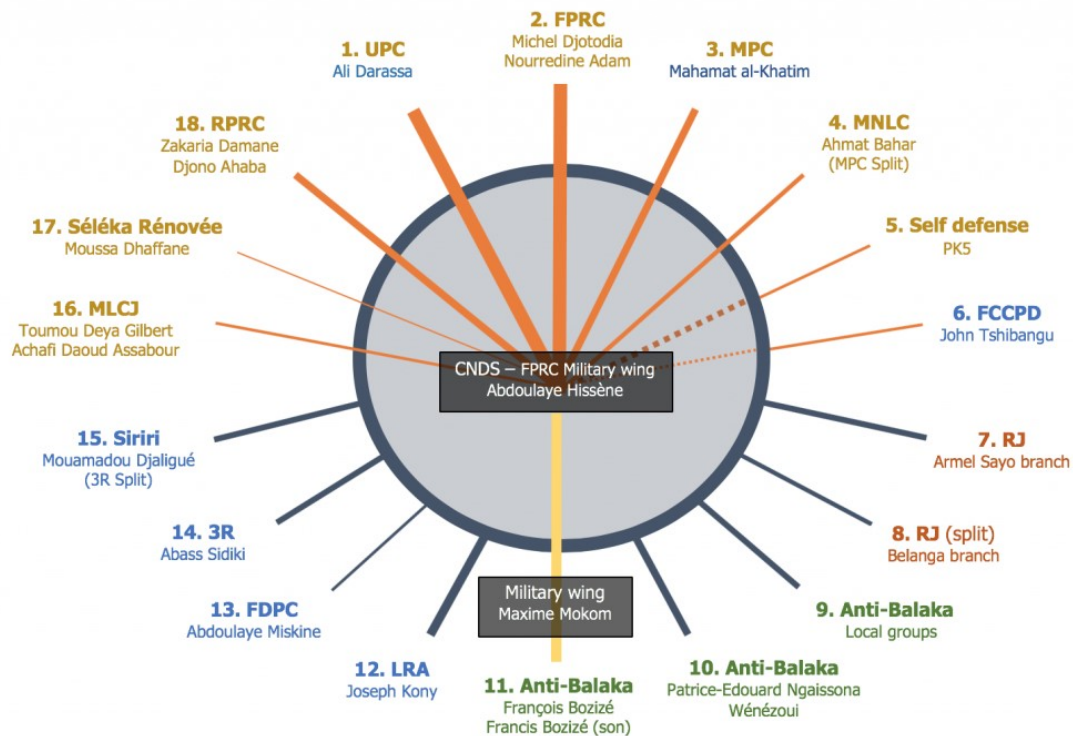 1. UPC
Ali Darassa
2. FPRC
Michel Djotodia
Nourredine Adam
3. MPC
Mahamat al-Khatim
4. MNLC
Ahmat Bahar
(MPC Split)
5. Self defense
PK5
6. FCCPD
John Tshibangu
7. RJ
Armel Sayo branch
8. RJ (split)
Belanga branch
9. Anti-Balaka
Local groups
10. Anti-Balaka
Patrice-Edouard Ngaissona
Wénézoui
11. Anti-Balaka
François Bozizé
Francis Bozizé (son)
12. LRA
Joseph Kony
13. FDPC
Abdoulaye Miskine
14. 3R
Abass Sidiki
15. Siriri
Mouamadou Djaligué
(3R Split)
16. MLCJ
Toumou Deya Gilbert
Achafi Daoud Assabour
17. Séléka Rénovée
Moussa Dhaffane
18. RPRC
Zakaria Damane
Djono Ahaba
CNDS – FPRC Military wing
Abdoulaye Hissène
Military wing
Maxime Mokom